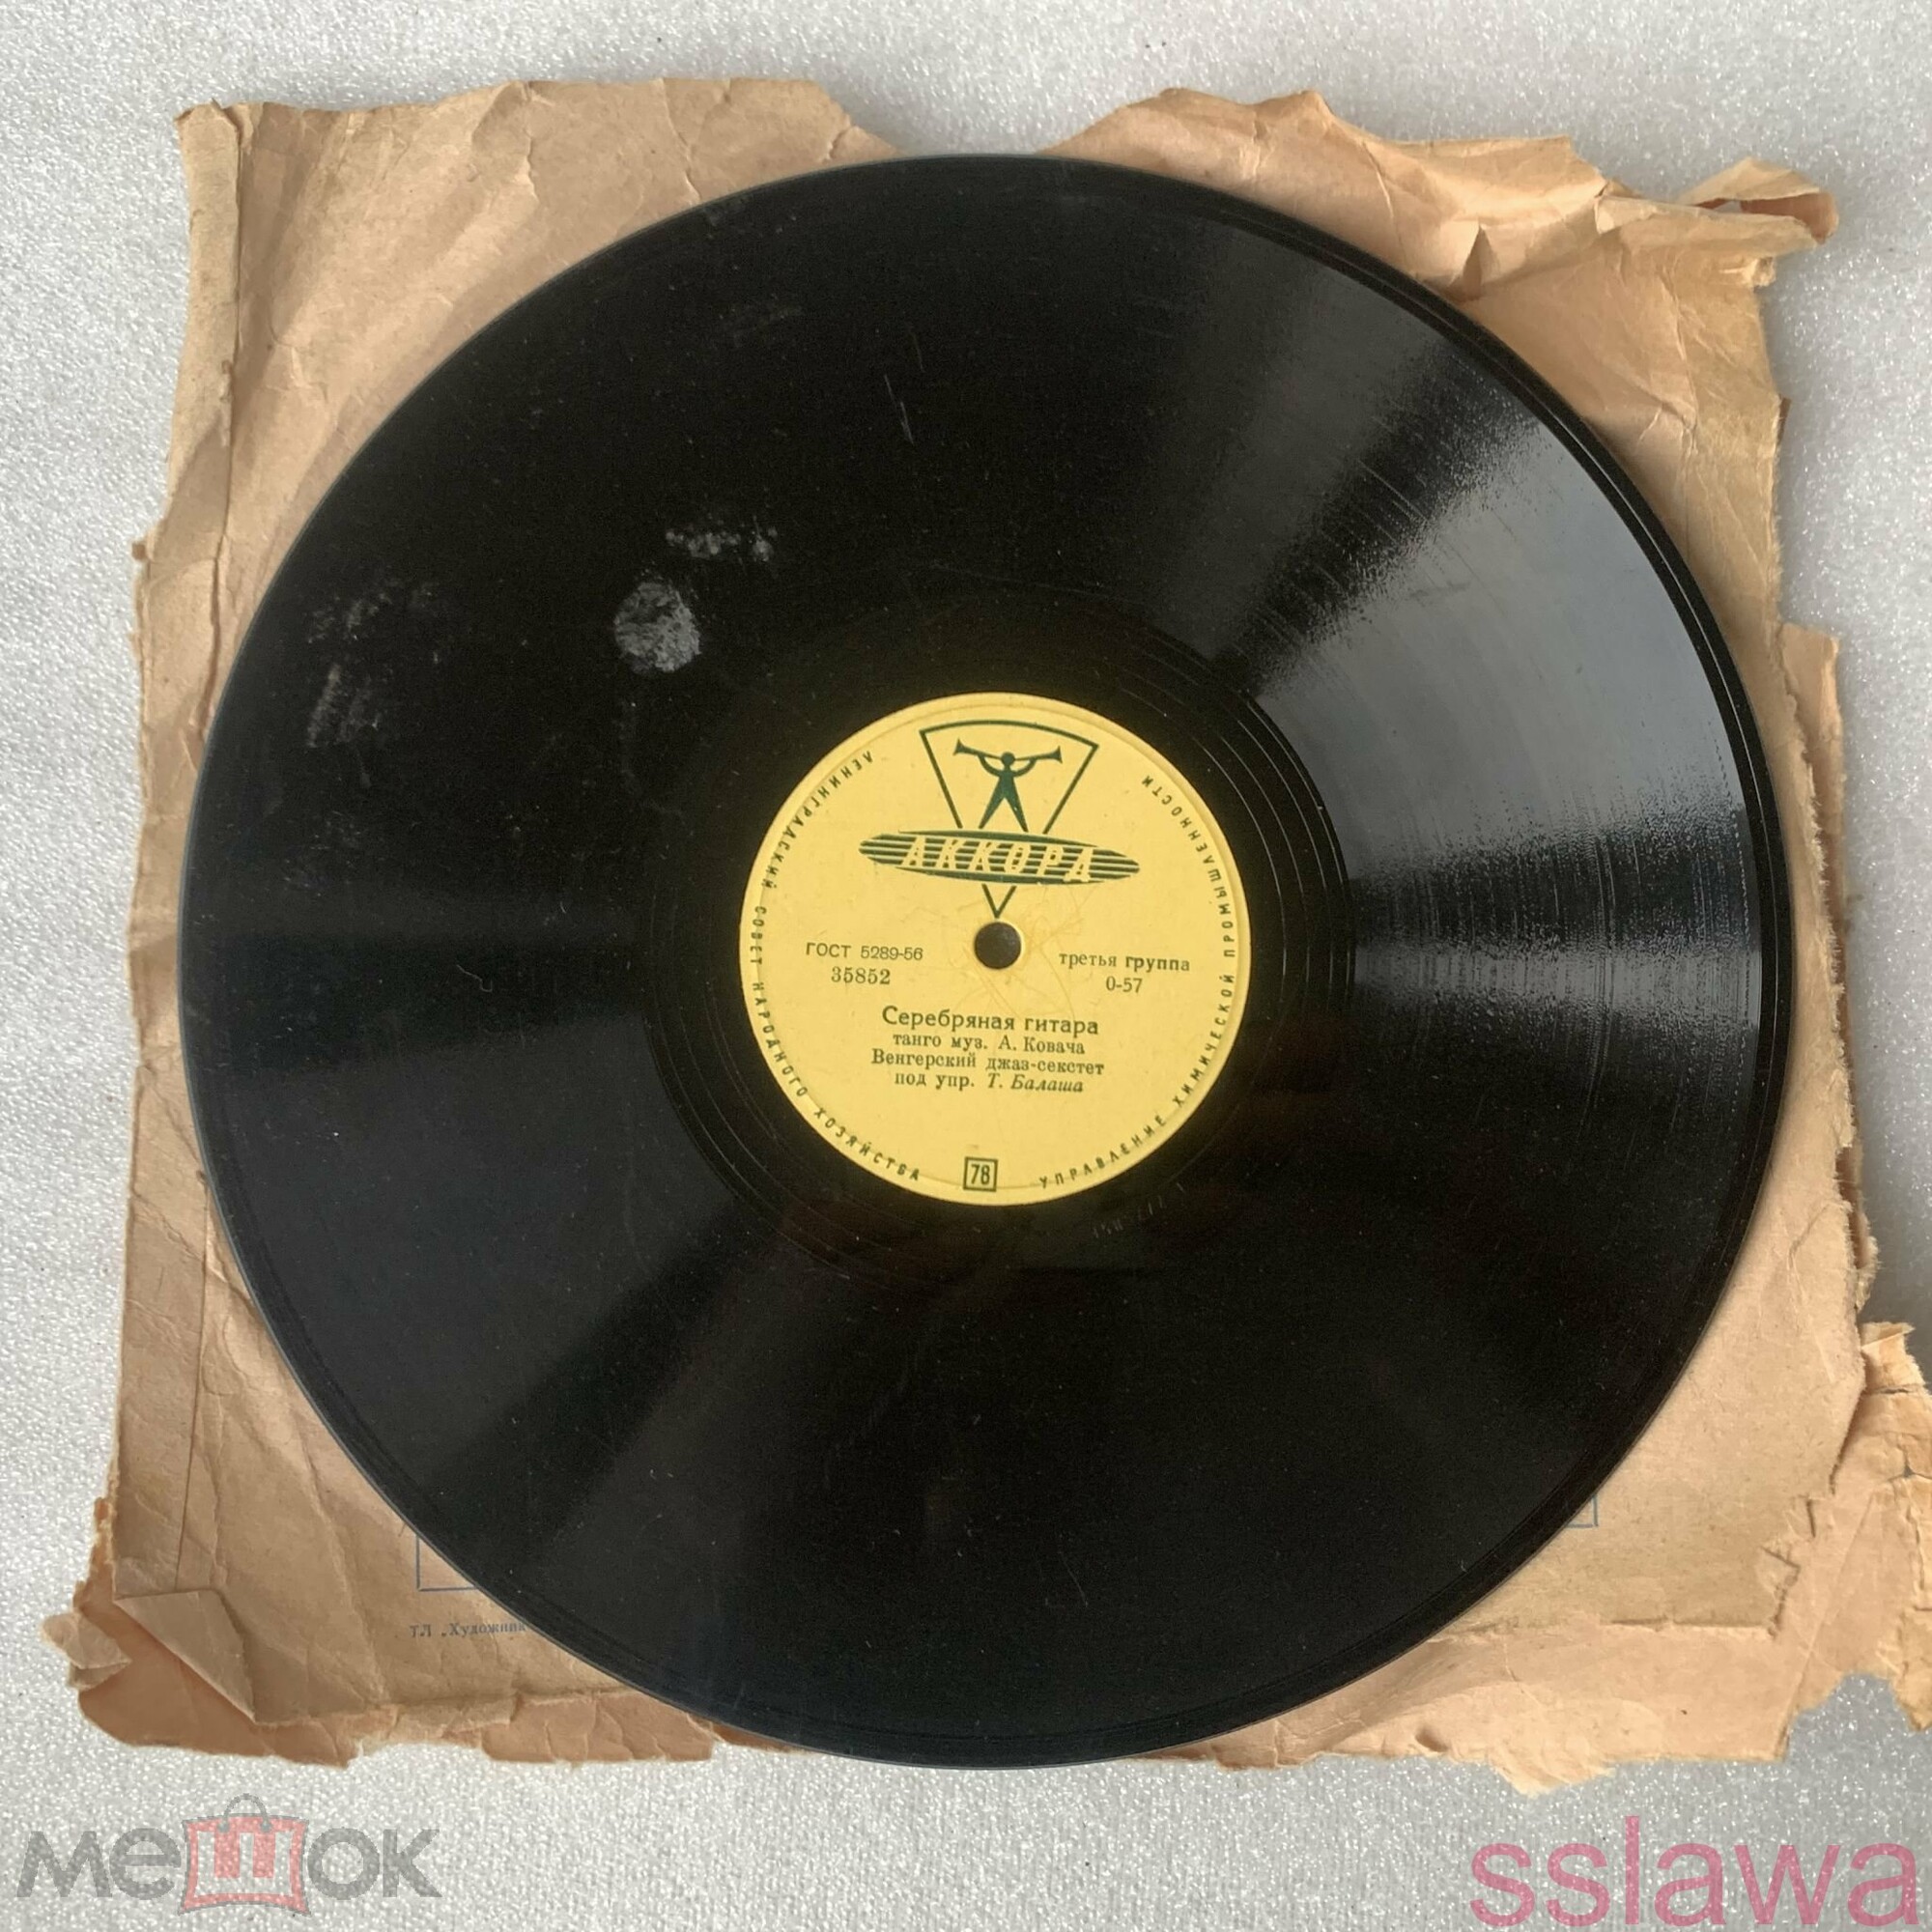 АККОРД
ЛЕНИНГРАДСКИЙ СОВЕТ НАРОДНОГО ХОЗЯЙСТВА
УПРАВЛЕНИЕ ХИМИЧЕСКОЙ ПРОМЫШЛЕННОСТИ
ГОСТ 5289-56
35852
третья группа
0-57
Серебряная гитара
танго муз. А. Ковача
Венгерский джаз-секстет
под упр. Т. Балаша
78
ТЛ „Художник
мешок
sslawa